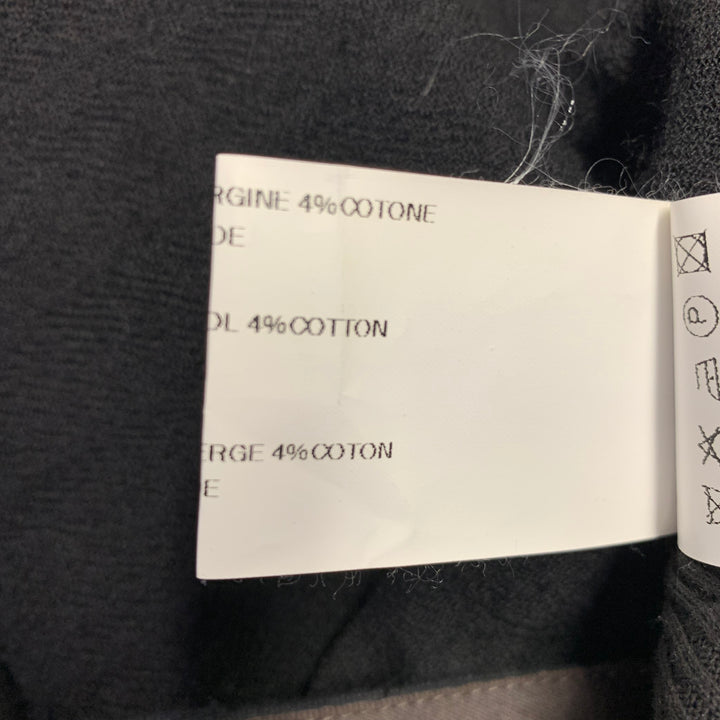 RGINE 4% COTONE
DE
OL 4% COTTON
ERGE 4% COTON
E
P